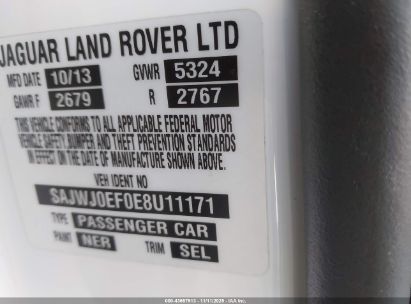 JAGUAR LAND ROVER LTD
MFD DATE 10/13 GVWR 5324
GAWR F 2679 R 2767
THIS VEHICLE CONFORMS TO ALL APPLICABLE FEDERAL MOTOR
VEHICLE SAFETY, BUMPER AND THEFT PREVENTION STANDARDS
IN EFFECT ON THE DATE OF MANUFACTURE SHOWN ABOVE.
VEH IDENT NO
SAJWJ0EF0E8U11171
TYPE PASSENGER CAR
PAINT NER TRIM SEL